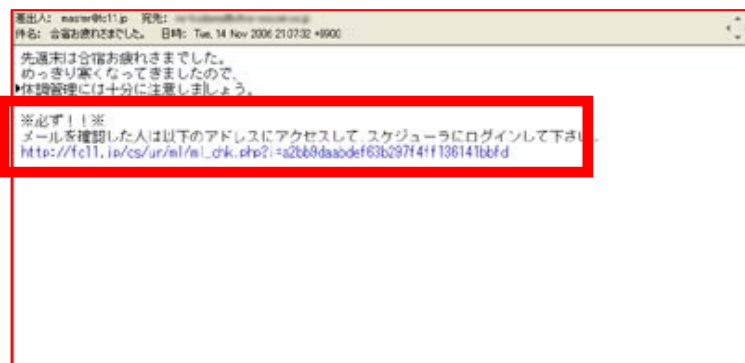 差出人: master@fc11.jp 宛先:
件名: 合宿お疲れさまでした。 日時: Tue, 14 Nov 2006 21:07:32 +0900
先週末は合宿お疲れさまでした。
めっきり寒くなってきましたので、
体調管理には十分に注意しましょう。
※必ず！！※
メールを確認した人は以下のアドレスにアクセスして、スケジューラにログインして下さい。
http://fc11.jp/cs/ur/ml/ml_chk.php?i=a2bb9daabdef63b297f4ff136141bbfd